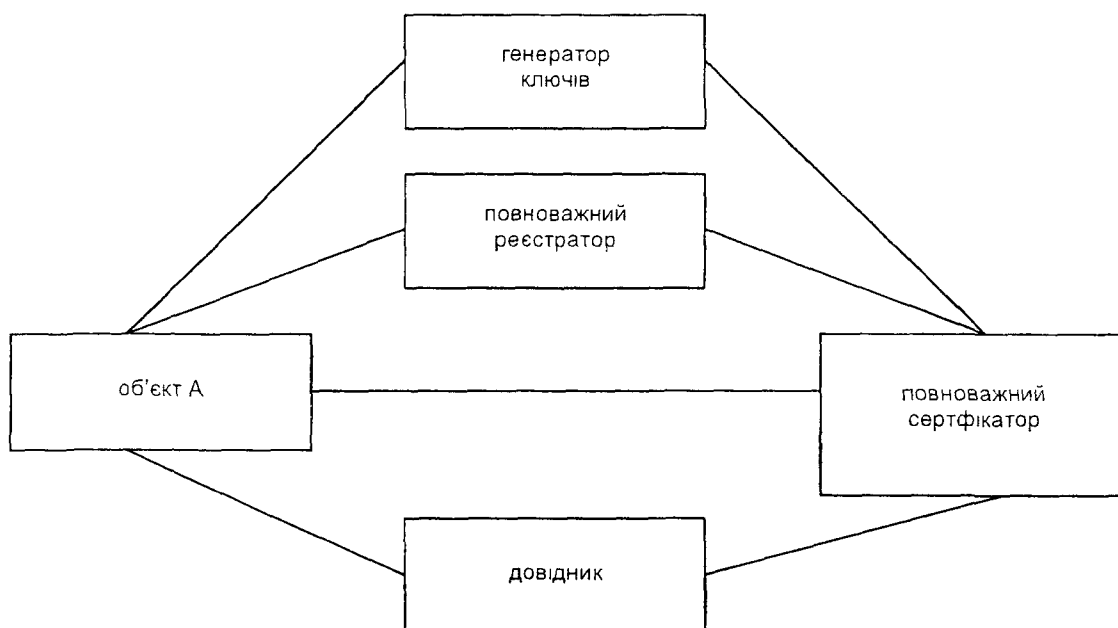 генератор
ключів
повноважний
реєстратор
об'єкт А
повноважний
сертфікатор
довідник